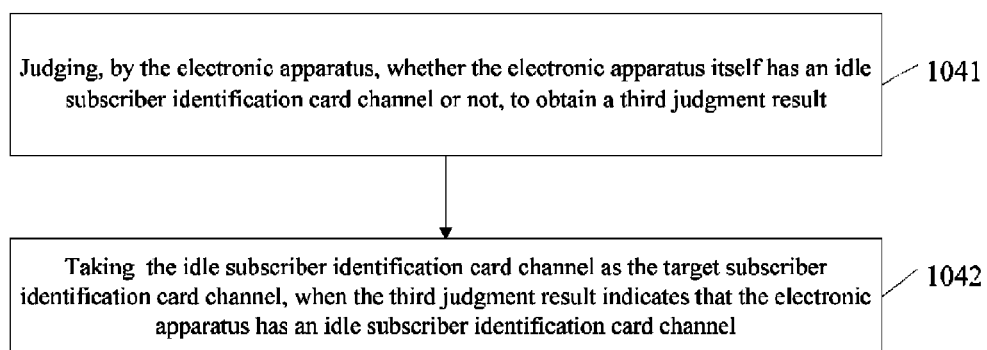 Judging, by the electronic apparatus, whether the electronic apparatus itself has an idle
subscriber identification card channel or not, to obtain a third judgment result
1041
Taking the idle subscriber identification card channel as the target subscriber
identification card channel, when the third judgment result indicates that the electronic
apparatus has an idle subscriber identification card channel
1042